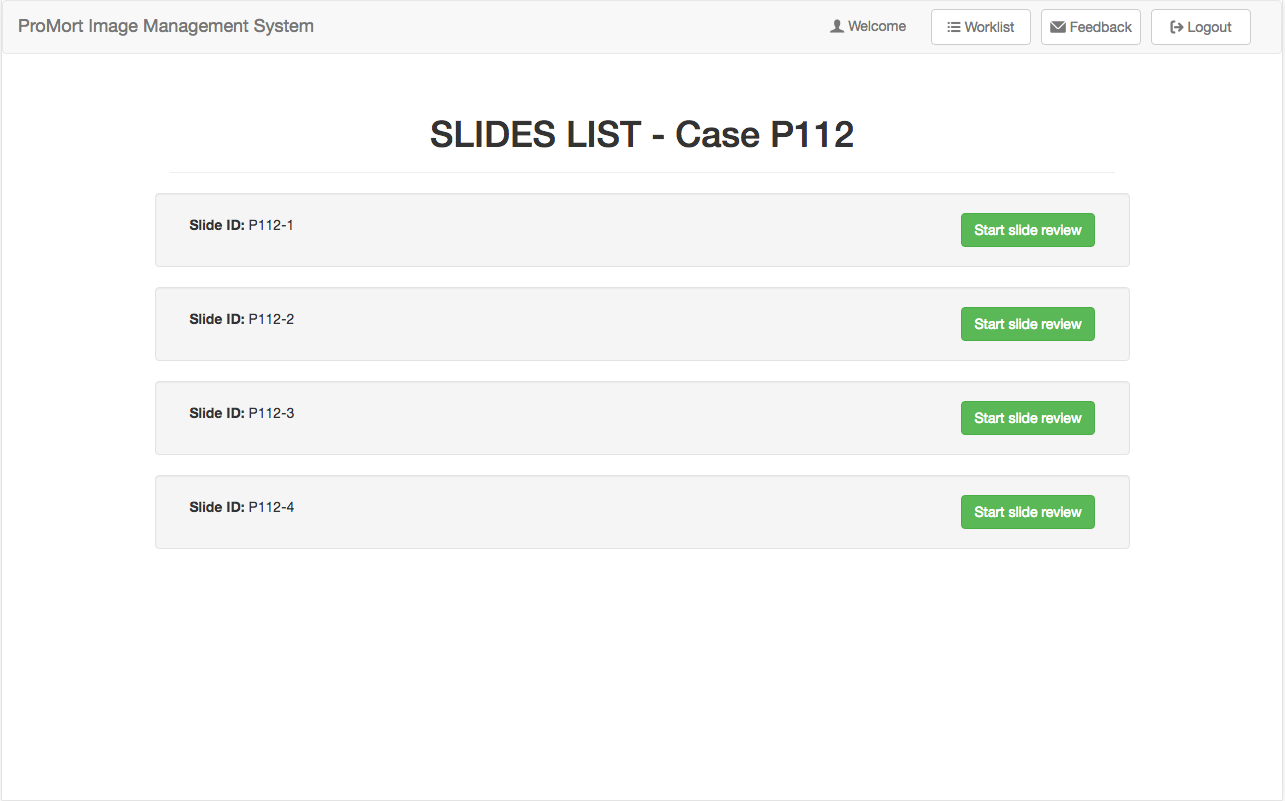 ProMort Image Management System Welcome Worklist Feedback Logout
SLIDES LIST - Case P112
Slide ID: P112-1 Start slide review
Slide ID: P112-2 Start slide review
Slide ID: P112-3 Start slide review
Slide ID: P112-4 Start slide review